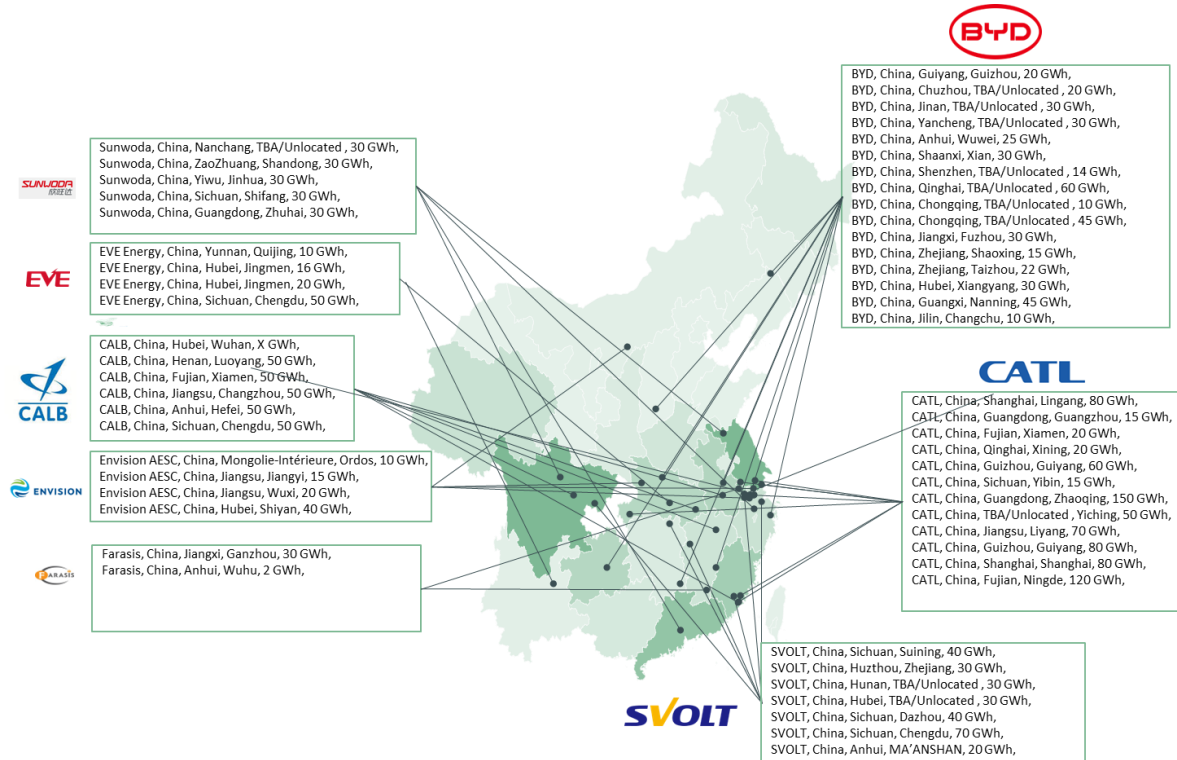 BYD
BYD, China, Guiyang, Guizhou, 20 GWh,
BYD, China, Chuzhou, TBA/Unlocated , 20 GWh,
BYD, China, Jinan, TBA/Unlocated , 30 GWh,
BYD, China, Yancheng, TBA/Unlocated , 30 GWh,
BYD, China, Anhui, Wuwei, 25 GWh,
BYD, China, Shaanxi, Xian, 30 GWh,
BYD, China, Shenzhen, TBA/Unlocated , 14 GWh,
BYD, China, Qinghai, TBA/Unlocated , 60 GWh,
BYD, China, Chongqing, TBA/Unlocated , 10 GWh,
BYD, China, Chongqing, TBA/Unlocated , 45 GWh,
BYD, China, Jiangxi, Fuzhou, 30 GWh,
BYD, China, Zhejiang, Shaoxing, 15 GWh,
BYD, China, Zhejiang, Taizhou, 22 GWh,
BYD, China, Hubei, Xiangyang, 30 GWh,
BYD, China, Guangxi, Nanning, 45 GWh,
BYD, China, Jilin, Changchu, 10 GWh,
SUNWODA
欣旺达
Sunwoda, China, Nanchang, TBA/Unlocated , 30 GWh,
Sunwoda, China, ZaoZhuang, Shandong, 30 GWh,
Sunwoda, China, Yiwu, Jinhua, 30 GWh,
Sunwoda, China, Sichuan, Shifang, 30 GWh,
Sunwoda, China, Guangdong, Zhuhai, 30 GWh,
EVE
EVE Energy, China, Yunnan, Quijing, 10 GWh,
EVE Energy, China, Hubei, Jingmen, 16 GWh,
EVE Energy, China, Hubei, Jingmen, 20 GWh,
EVE Energy, China, Sichuan, Chengdu, 50 GWh,
CALB
CALB, China, Hubei, Wuhan, X GWh,
CALB, China, Henan, Luoyang, 50 GWh,
CALB, China, Fujian, Xiamen, 50 GWh,
CALB, China, Jiangsu, Changzhou, 50 GWh,
CALB, China, Anhui, Hefei, 50 GWh,
CALB, China, Sichuan, Chengdu, 50 GWh,
CATL
CATL, China, Shanghai, Lingang, 80 GWh,
CATL, China, Guangdong, Guangzhou, 15 GWh,
CATL, China, Fujian, Xiamen, 20 GWh,
CATL, China, Qinghai, Xining, 20 GWh,
CATL, China, Guizhou, Guiyang, 60 GWh,
CATL, China, Sichuan, Yibin, 15 GWh,
CATL, China, Guangdong, Zhaoqing, 150 GWh,
CATL, China, TBA/Unlocated , Yiching, 50 GWh,
CATL, China, Jiangsu, Liyang, 70 GWh,
CATL, China, Guizhou, Guiyang, 80 GWh,
CATL, China, Shanghai, Shanghai, 80 GWh,
CATL, China, Fujian, Ningde, 120 GWh,
ENVISION
Envision AESC, China, Mongolie-Intérieure, Ordos, 10 GWh,
Envision AESC, China, Jiangsu, Jiangyi, 15 GWh,
Envision AESC, China, Jiangsu, Wuxi, 20 GWh,
Envision AESC, China, Hubei, Shiyan, 40 GWh,
FARASIS
Farasis, China, Jiangxi, Ganzhou, 30 GWh,
Farasis, China, Anhui, Wuhu, 2 GWh,
SVOLT
SVOLT, China, Sichuan, Suining, 40 GWh,
SVOLT, China, Huzthou, Zhejiang, 30 GWh,
SVOLT, China, Hunan, TBA/Unlocated , 30 GWh,
SVOLT, China, Hubei, TBA/Unlocated , 30 GWh,
SVOLT, China, Sichuan, Dazhou, 40 GWh,
SVOLT, China, Sichuan, Chengdu, 70 GWh,
SVOLT, China, Anhui, MA'ANSHAN, 20 GWh,